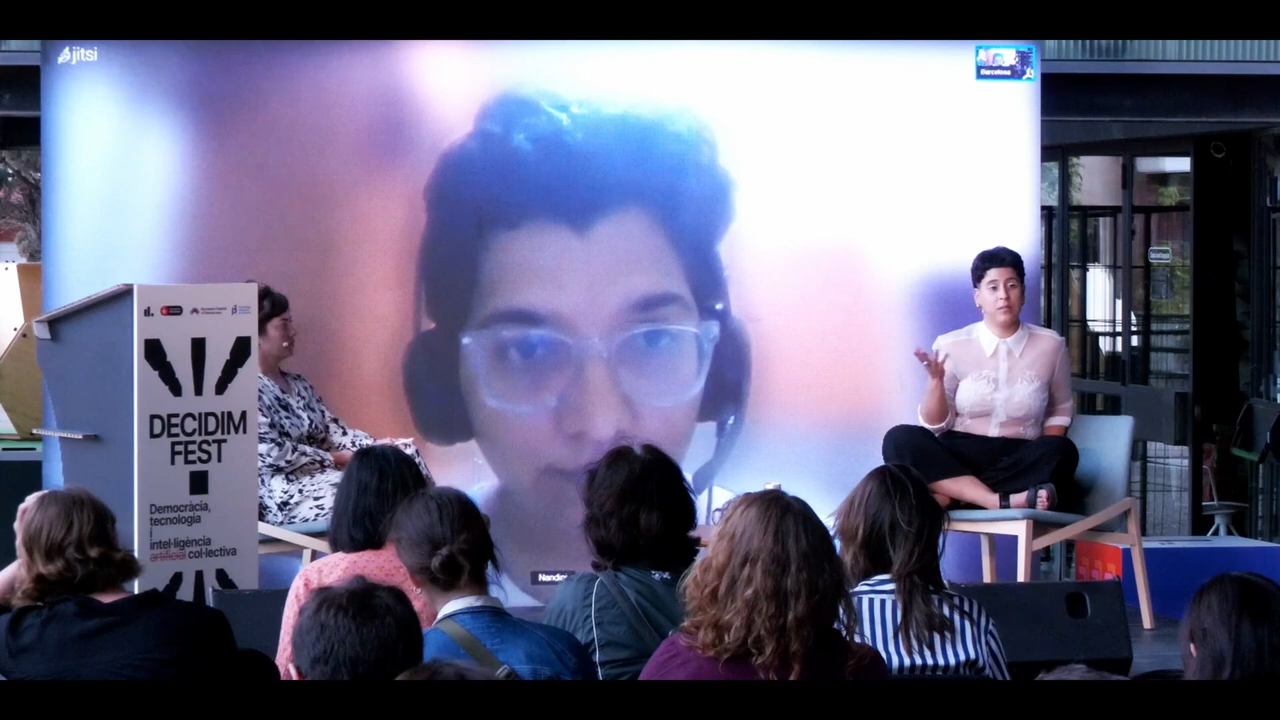 jitsi
Barcelona
DECIDIM
FEST
Democràcia,
tecnologia
i
intel·ligència
artificial col·lectiva